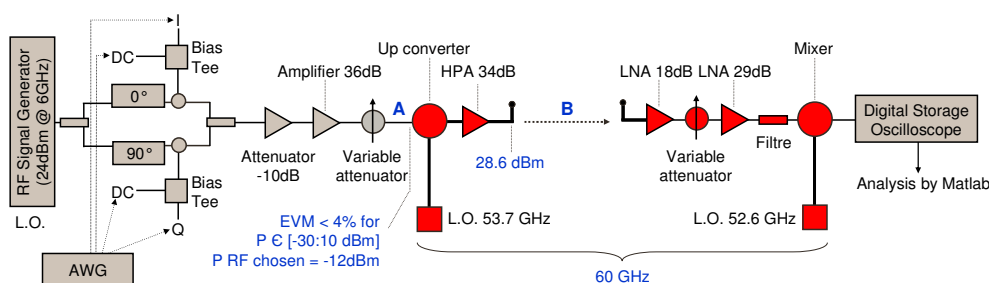 RF Signal Generator
(24dBm @ 6GHz)
L.O.
I
DC
Bias
Tee
0°
90°
DC
Bias
Tee
Q
AWG
Amplifier 36dB
Attenuator
-10dB
Variable
attenuator
A
Up converter
HPA 34dB
28.6 dBm
B
EVM < 4% for
P Є [-30:10 dBm]
P RF chosen = -12dBm
L.O. 53.7 GHz
LNA 18dB
LNA 29dB
Variable
attenuator
Filtre
Mixer
L.O. 52.6 GHz
60 GHz
Digital Storage
Oscilloscope
Analysis by Matlab